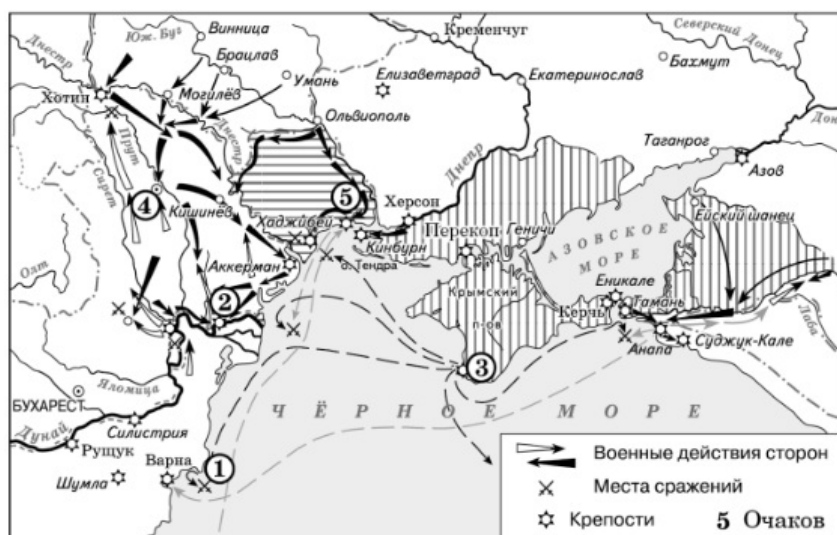 Винница
Кременчуг
Северский Донец
Днестр
Юж. Буг
Брацлав
Бахмут
Умань
Елизаветград
Екатеринослав
Хотин
Могилёв
Ольвиополь
Днестр
Днепр
Таганрог
Дон
Прут
Сирет
Азов
4
5
Херсон
Кишинёв
Хаджибей
Кинбурн
Перекоп
Геничи
Ейский шанец
АЗОВСКОЕ
МОРЕ
Олт
Аккерман
о. Тендра
Крымский
п-ов
Еникале
Тамань
Керчь
Лаба
2
Анапа
Суджук-Кале
3
Яломица
БУХАРЕСТ
ЧЁРНОЕ МОРЕ
Силистрия
Дунай
Рущук
Варна
1
Шумла
Военные действия сторон
Места сражений
Крепости
5 Очаков